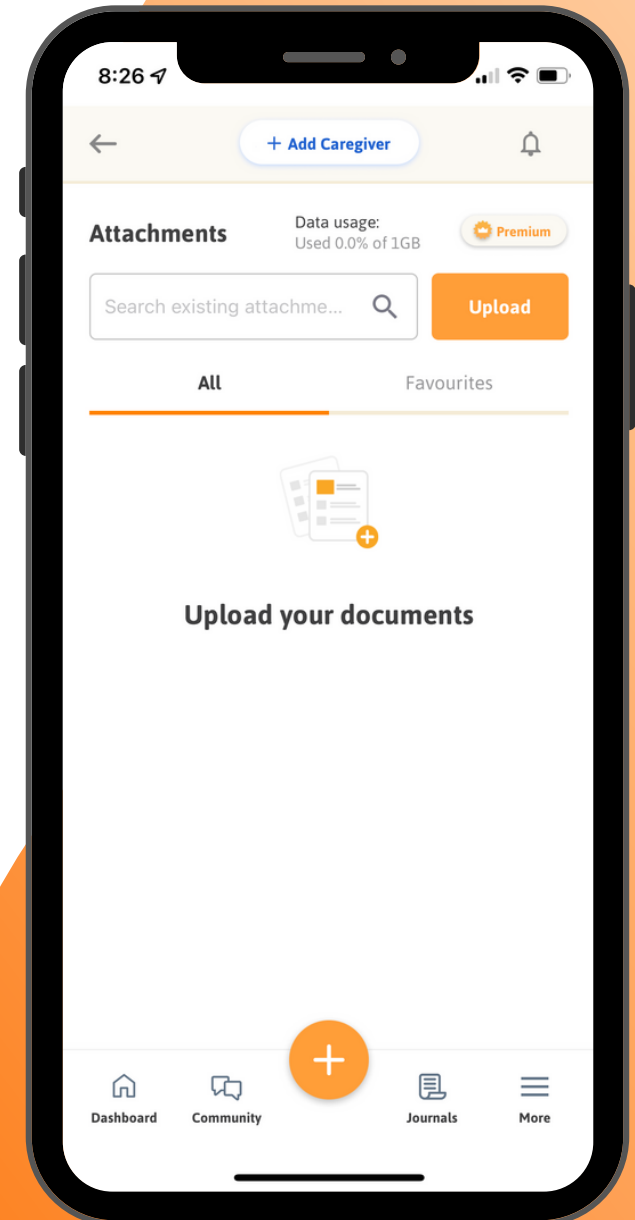 8:26
+ Add Caregiver
Attachments
Data usage:
Used 0.0% of 1GB
Premium
Search existing attachme...
Upload
All
Favourites
Upload your documents
Dashboard
Community
Journals
More